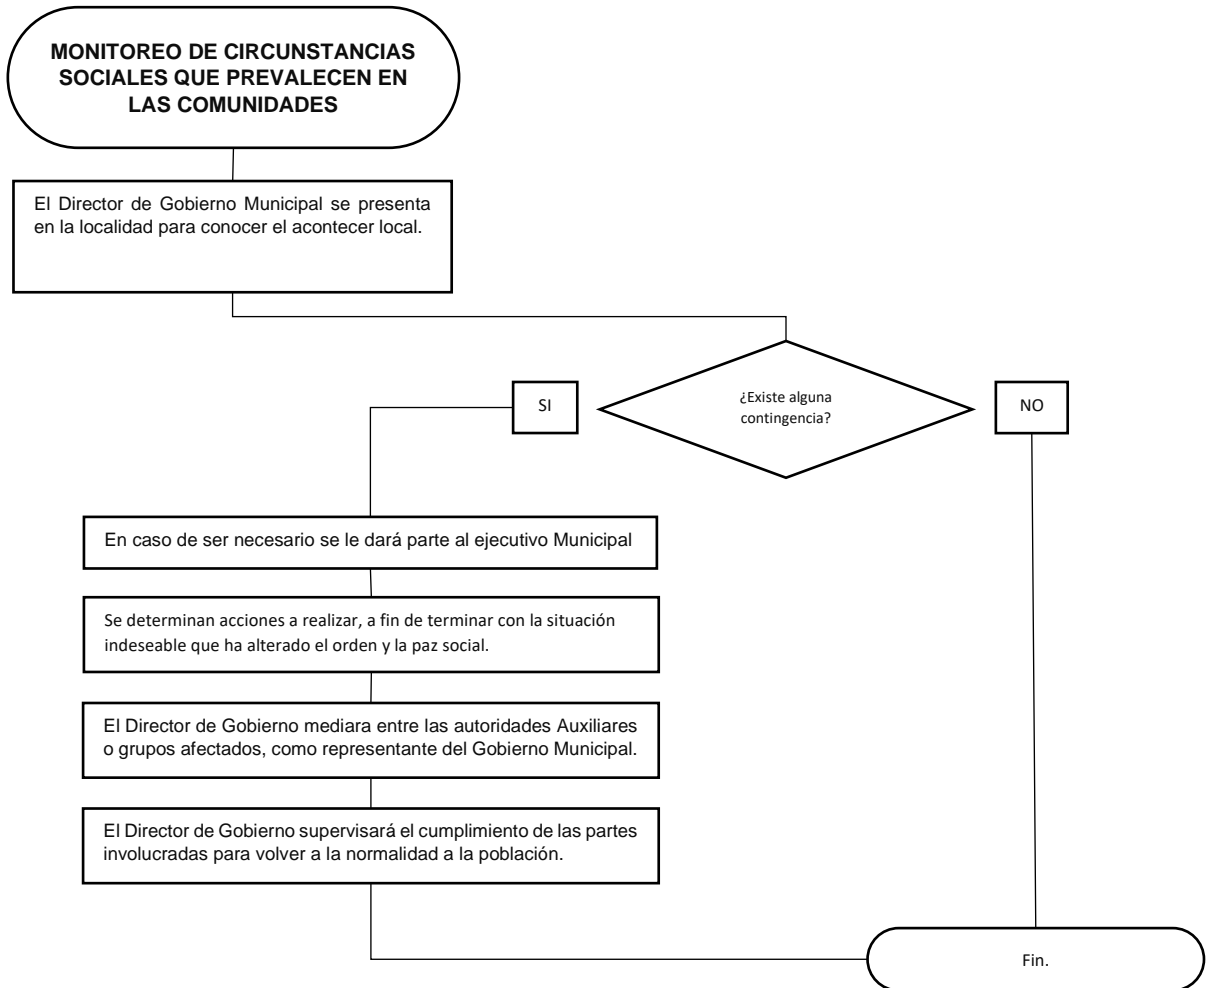 MONITOREO DE CIRCUNSTANCIAS
SOCIALES QUE PREVALECEN EN
LAS COMUNIDADES
El Director de Gobierno Municipal se presenta
en la localidad para conocer el acontecer local.
¿Existe alguna
contingencia?
SI
NO
En caso de ser necesario se le dará parte al ejecutivo Municipal
Se determinan acciones a realizar, a fin de terminar con la situación
indeseable que ha alterado el orden y la paz social.
El Director de Gobierno mediara entre las autoridades Auxiliares
o grupos afectados, como representante del Gobierno Municipal.
El Director de Gobierno supervisará el cumplimiento de las partes
involucradas para volver a la normalidad a la población.
Fin.